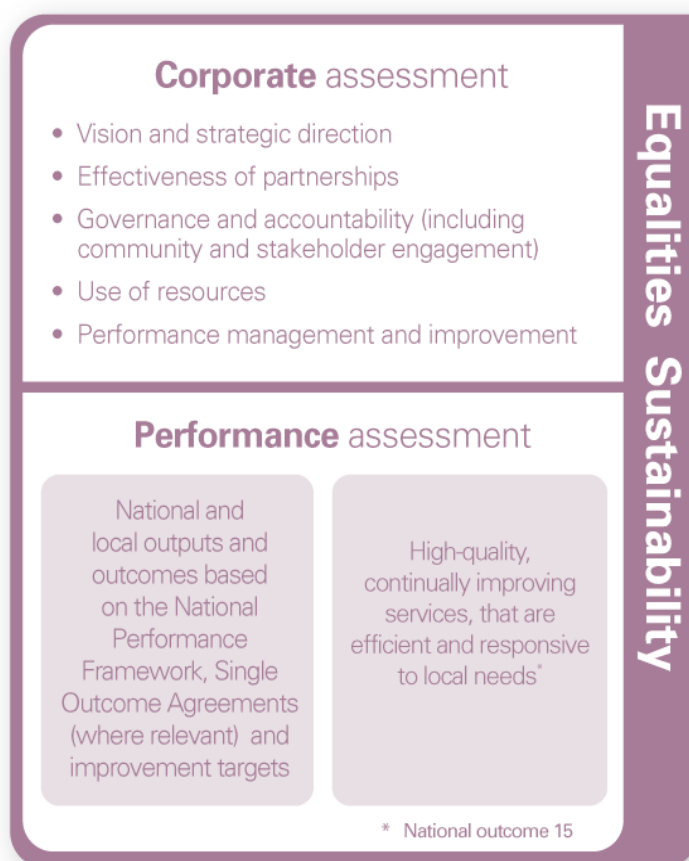 Corporate assessment
• Vision and strategic direction
• Effectiveness of partnerships
• Governance and accountability (including
community and stakeholder engagement)
• Use of resources
• Performance management and improvement
Performance assessment
National and
local outputs and
outcomes based
on the National
Performance
Framework, Single
Outcome Agreements
(where relevant) and
improvement targets
High-quality,
continually improving
services, that are
efficient and responsive
to local needs*
* National outcome 15
Equalities Sustainability